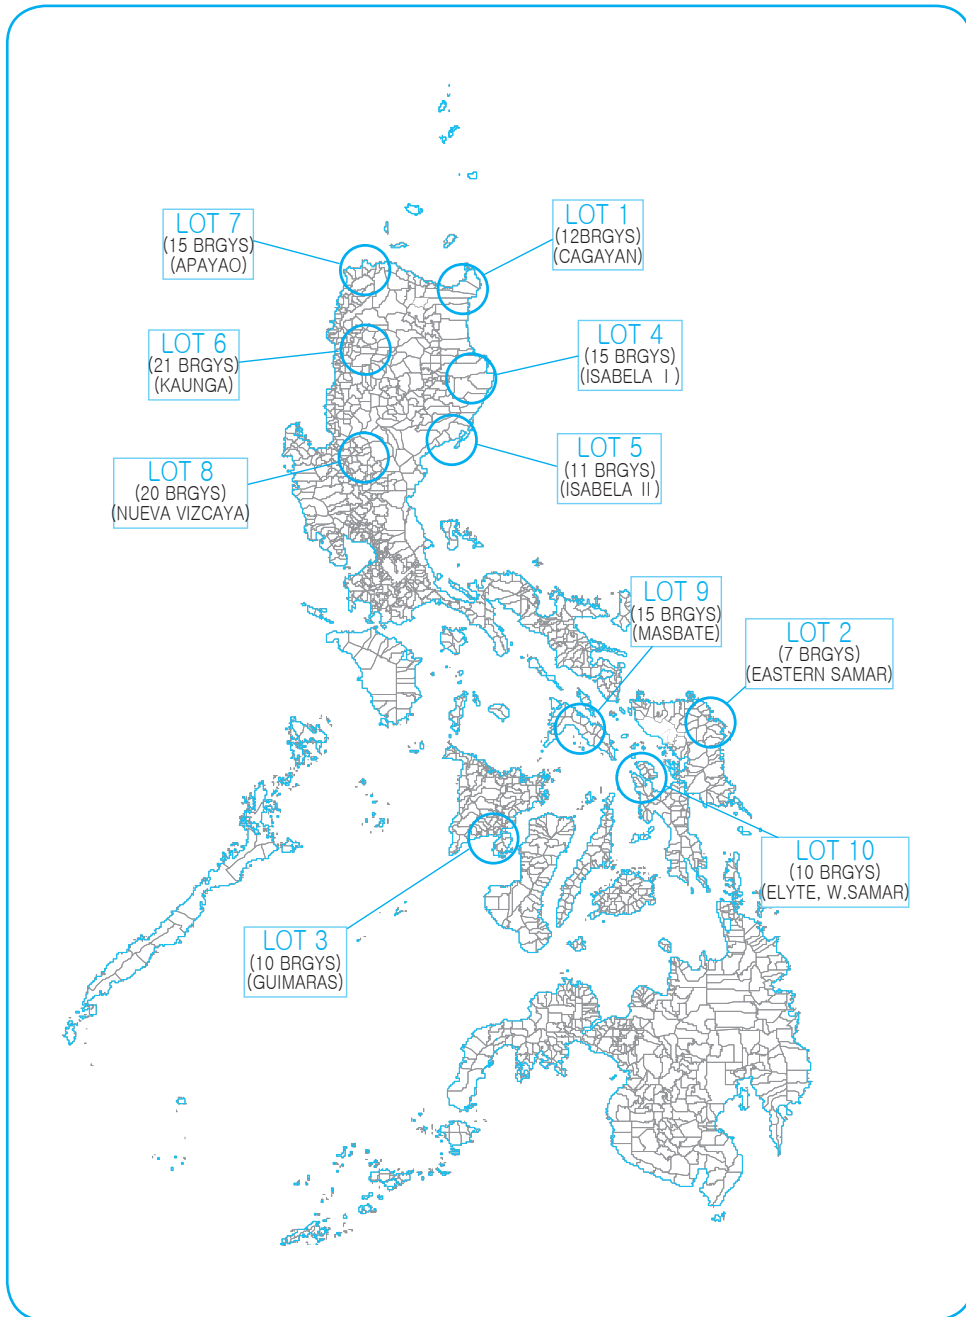 LOT 7
(15 BRGYS)
(APAYAO)
LOT 1
(12BRGYS)
(CAGAYAN)
LOT 6
(21 BRGYS)
(KAUNGA)
LOT 4
(15 BRGYS)
(ISABELA I)
LOT 8
(20 BRGYS)
(NUEVA VIZCAYA)
LOT 5
(11 BRGYS)
(ISABELA II)
LOT 9
(15 BRGYS)
(MASBATE)
LOT 2
(7 BRGYS)
(EASTERN SAMAR)
LOT 10
(10 BRGYS)
(ELYTE, W.SAMAR)
LOT 3
(10 BRGYS)
(GUIMARAS)